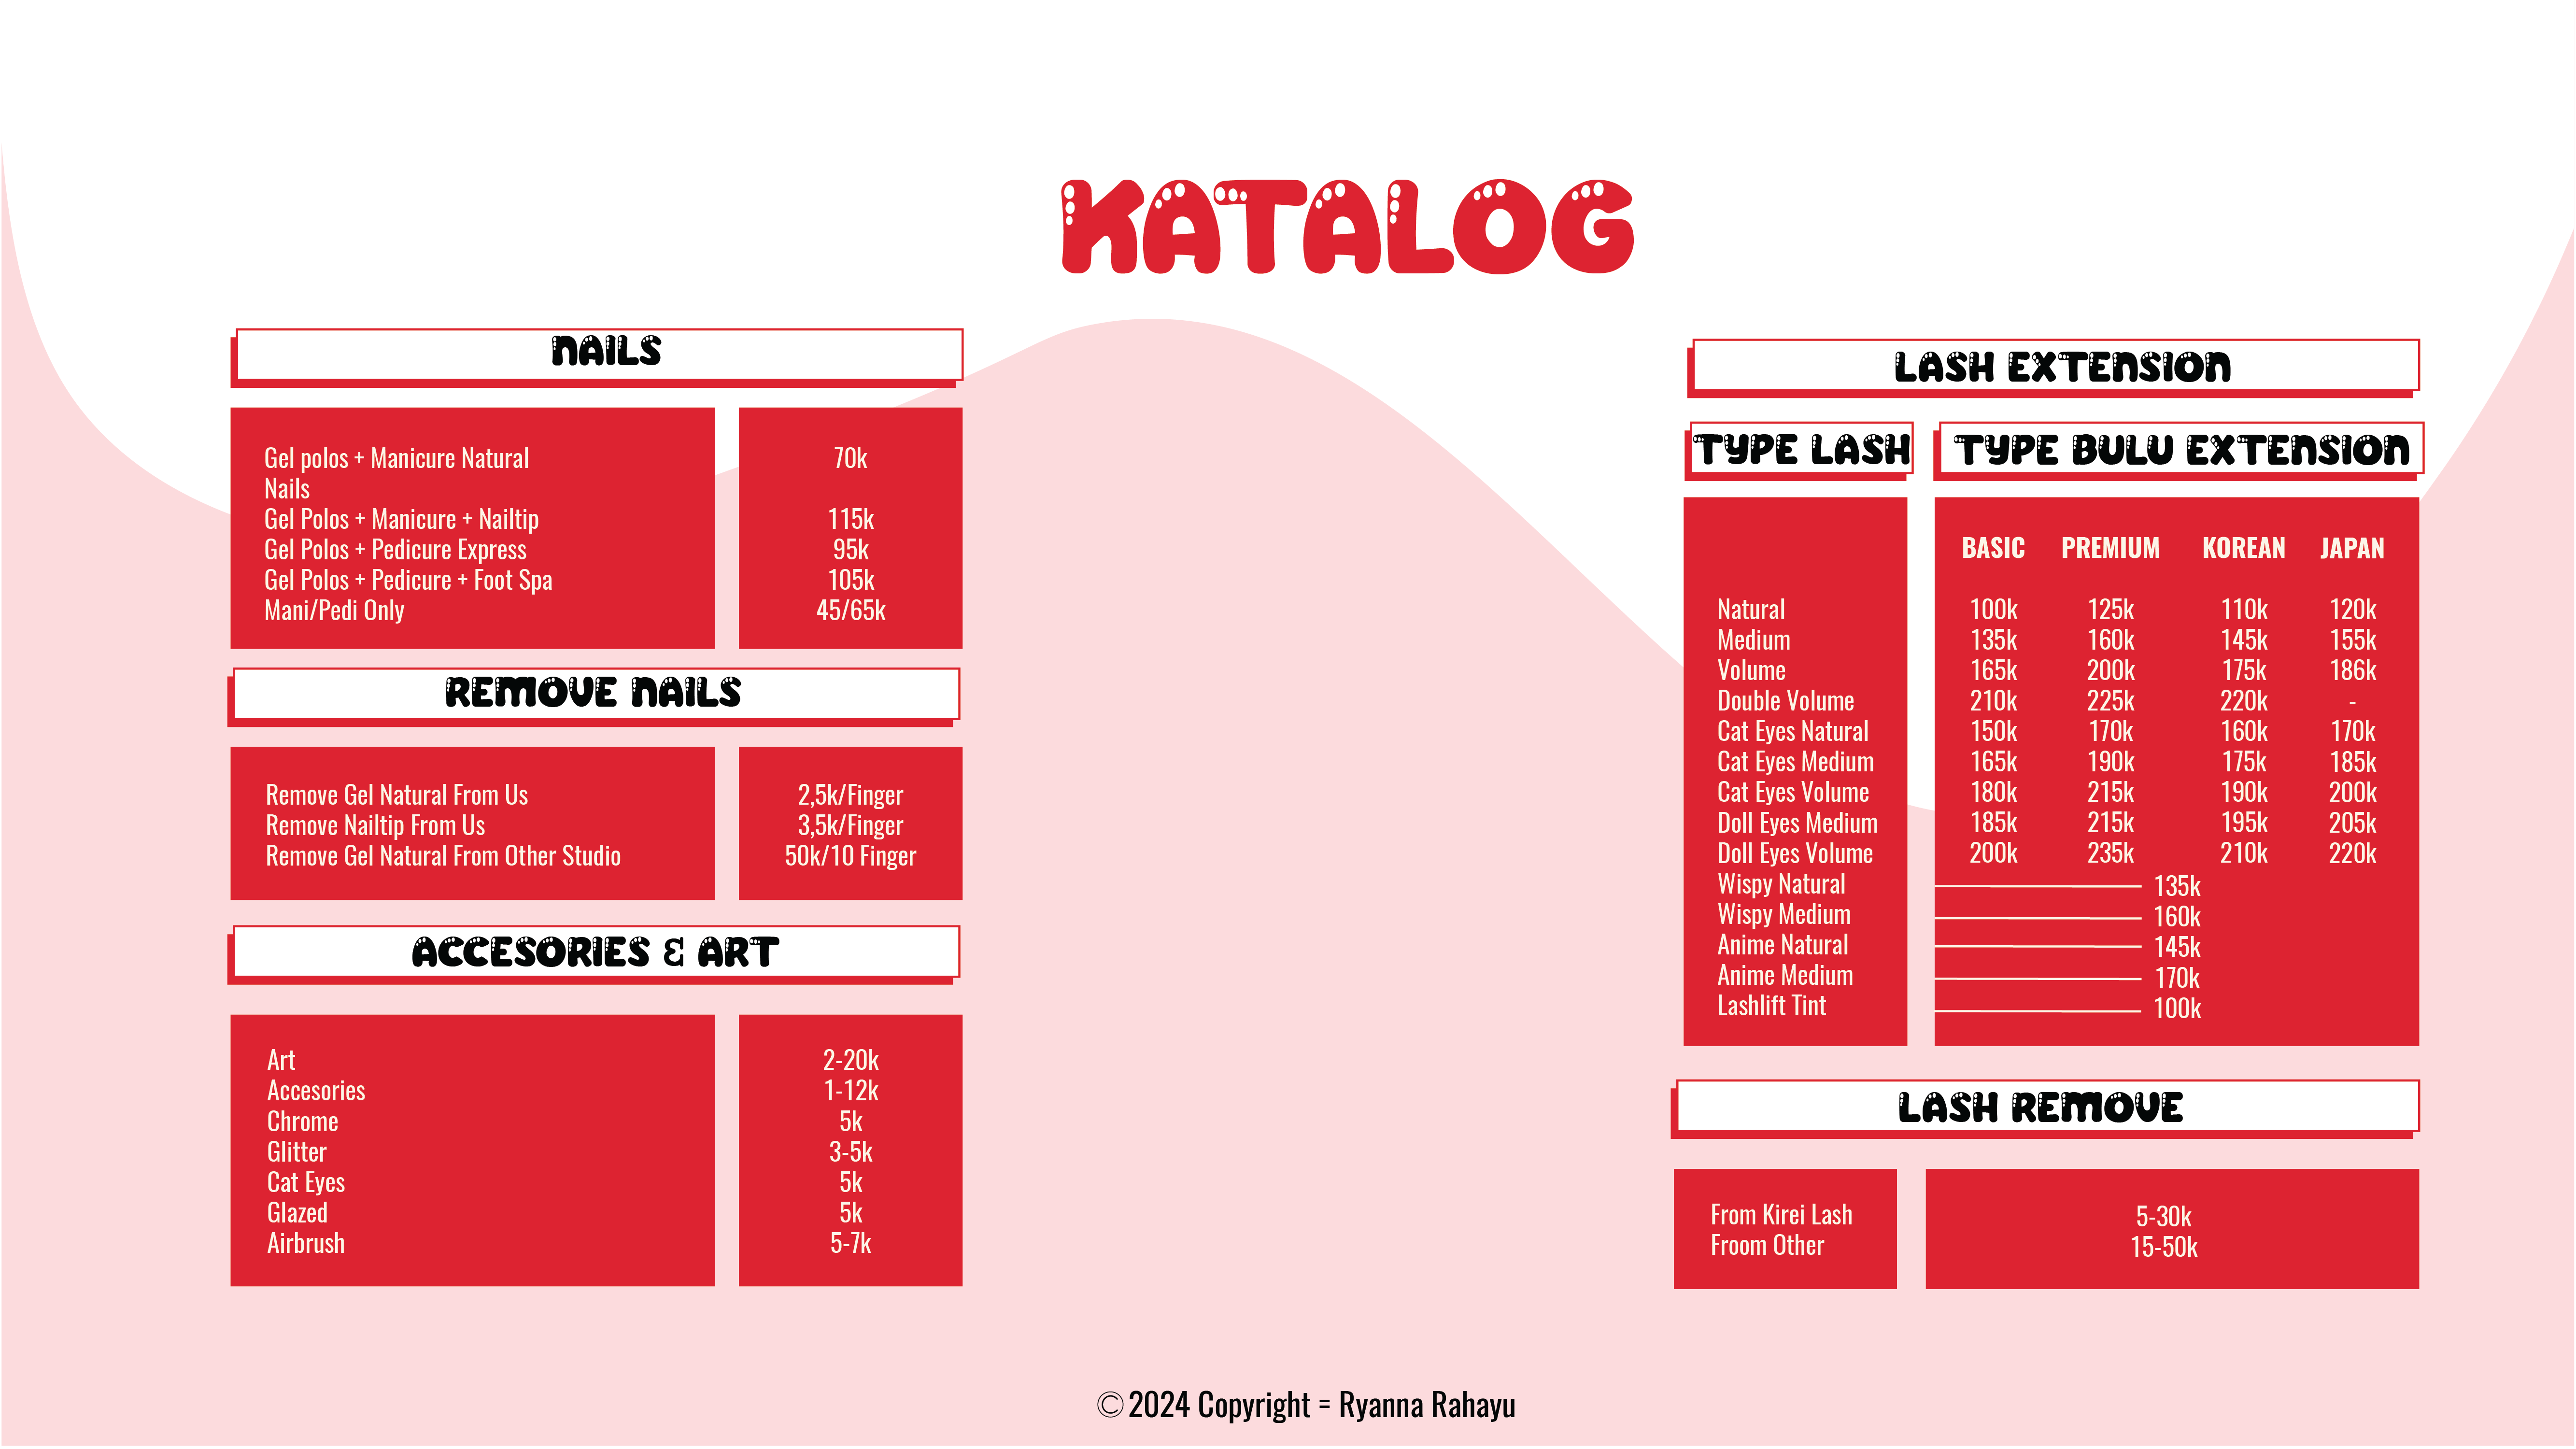 KATALOG
NAILS
Gel polos + Manicure Natural 70k
Nails
Gel Polos + Manicure + Nailtip 115k
Gel Polos + Pedicure Express 95k
Gel Polos + Pedicure + Foot Spa 105k
Mani/Pedi Only 45/65k
REMOVE NAILS
Remove Gel Natural From Us 2,5k/Finger
Remove Nailtip From Us 3,5k/Finger
Remove Gel Natural From Other Studio 50k/10 Finger
ACCESORIES & ART
Art 2-20k
Accesories 1-12k
Chrome 5k
Glitter 3-5k
Cat Eyes 5k
Glazed 5k
Airbrush 5-7k
LASH EXTENSION
TYPE LASH TYPE BULU EXTENSION
BASIC PREMIUM KOREAN JAPAN
Natural 100k 125k 110k 120k
Medium 135k 160k 145k 155k
Volume 165k 200k 175k 186k
Double Volume 210k 225k 220k -
Cat Eyes Natural 150k 170k 160k 170k
Cat Eyes Medium 165k 190k 175k 185k
Cat Eyes Volume 180k 215k 190k 200k
Doll Eyes Medium 185k 215k 195k 205k
Doll Eyes Volume 200k 235k 210k 220k
Wispy Natural 135k
Wispy Medium 160k
Anime Natural 145k
Anime Medium 170k
Lashlift Tint 100k
LASH REMOVE
From Kirei Lash 5-30k
Froom Other 15-50k
© 2024 Copyright = Ryanna Rahayu